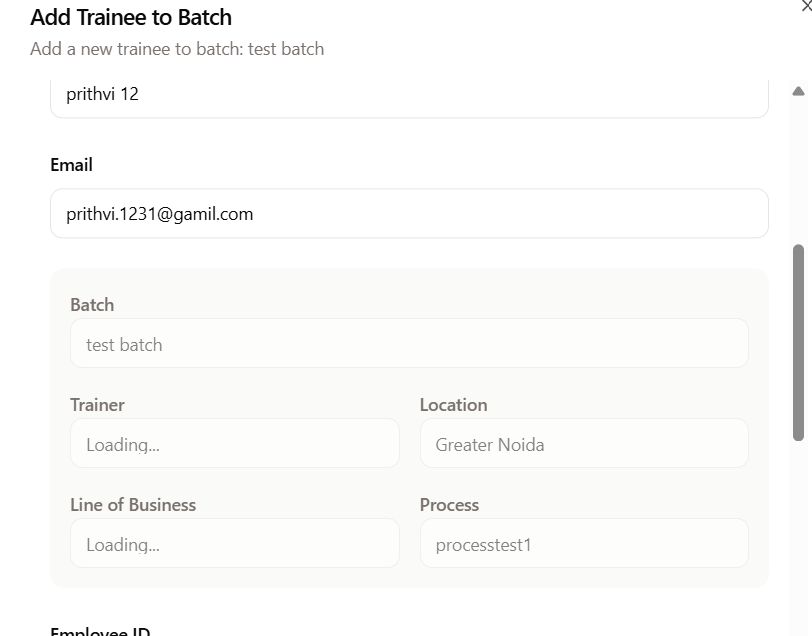 Add Trainee to Batch
Add a new trainee to batch: test batch
prithvi 12
Email
prithvi.1231@gamil.com
Batch
test batch
Trainer
Location
Loading...
Greater Noida
Line of Business
Process
Loading...
processtest1
Employee ID